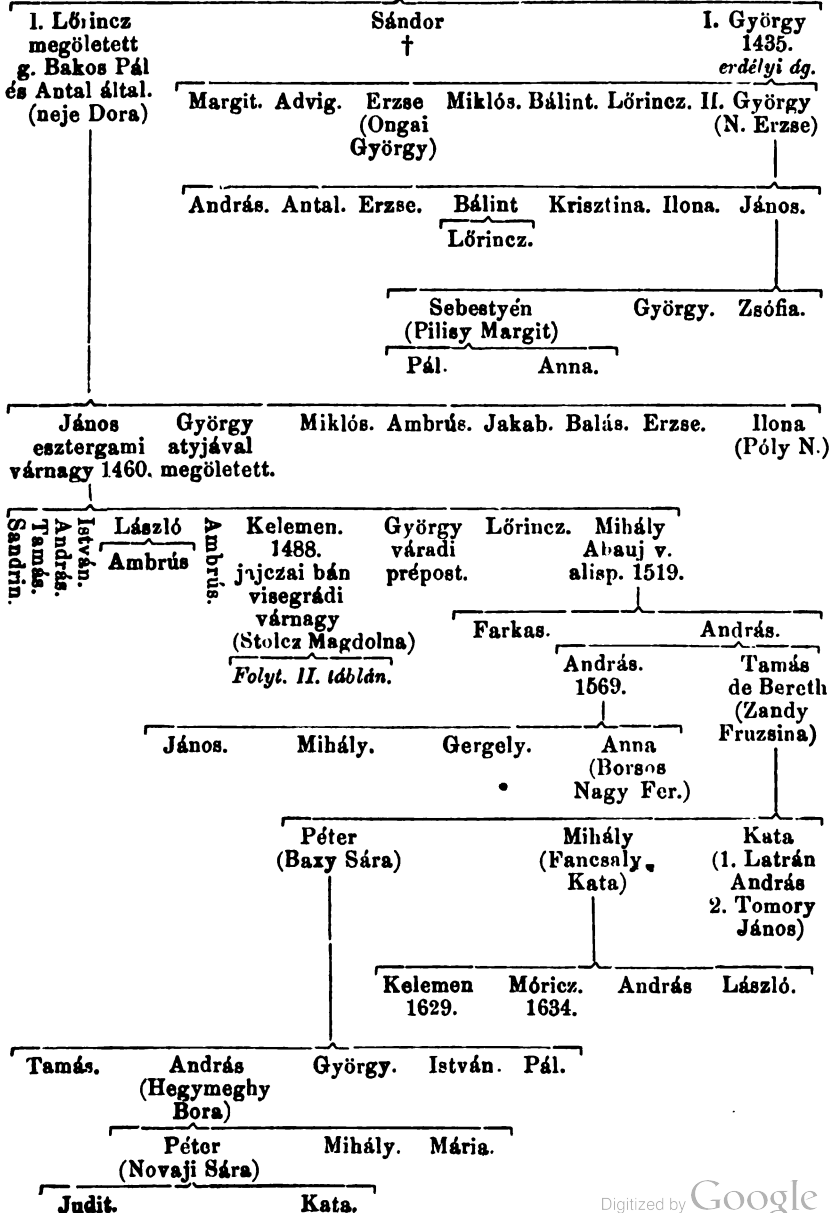 I. Lőrincz Sándor I. György
megöletett † 1435.
g. Bakos Pál erdélyi ág.
és Antal által.
(neje Dora)
Margit. Advig. Erzse Miklós. Bálint. Lőrincz. II. György
(Ongai (N. Erzse)
György)
András. Antal. Erzse. Bálint Krisztina. Ilona. János.
Lőrincz.
Sebestyén György. Zsófia.
(Pilisy Margit)
Pál. Anna.
János György Miklós. Ambrús. Jakab. Balás. Erzse. Ilona
esztergami atyjával (Póly N.)
várnagy 1460. megöletett.
Sandrin.
Tamás.
András.
István.
László
Ambrús
Ambrús.
Kelemen. György Lőrincz. Mihály
1488. váradi Abauj v.
jajczai bán prépost. alisp. 1519.
visegrádi
várnagy
(Stolcz Magdolna)
Folyt. II. táblán.
Farkas. András.
András. Tamás
1569. de Bereth
(Zandy
Fruzsina)
János. Mihály. Gergely. Anna
(Borsos
Nagy Fer.)
Péter Mihály Kata
(Baxy Sára) (Fancsaly (1. Latrán
Kata) András
2. Tomory
János)
Kelemen Móricz. András László.
1629. 1634.
Tamás. András György. István. Pál.
(Hegymeghy
Bora)
Péter Mihály. Mária.
(Novaji Sára)
Judit. Kata.
Digitized by Google